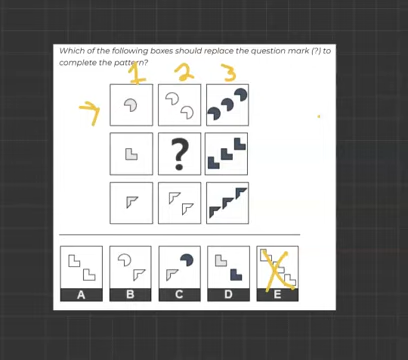 Which of the following boxes should replace the question mark (?) to
complete the pattern?
1 2 3
?
A B C D E